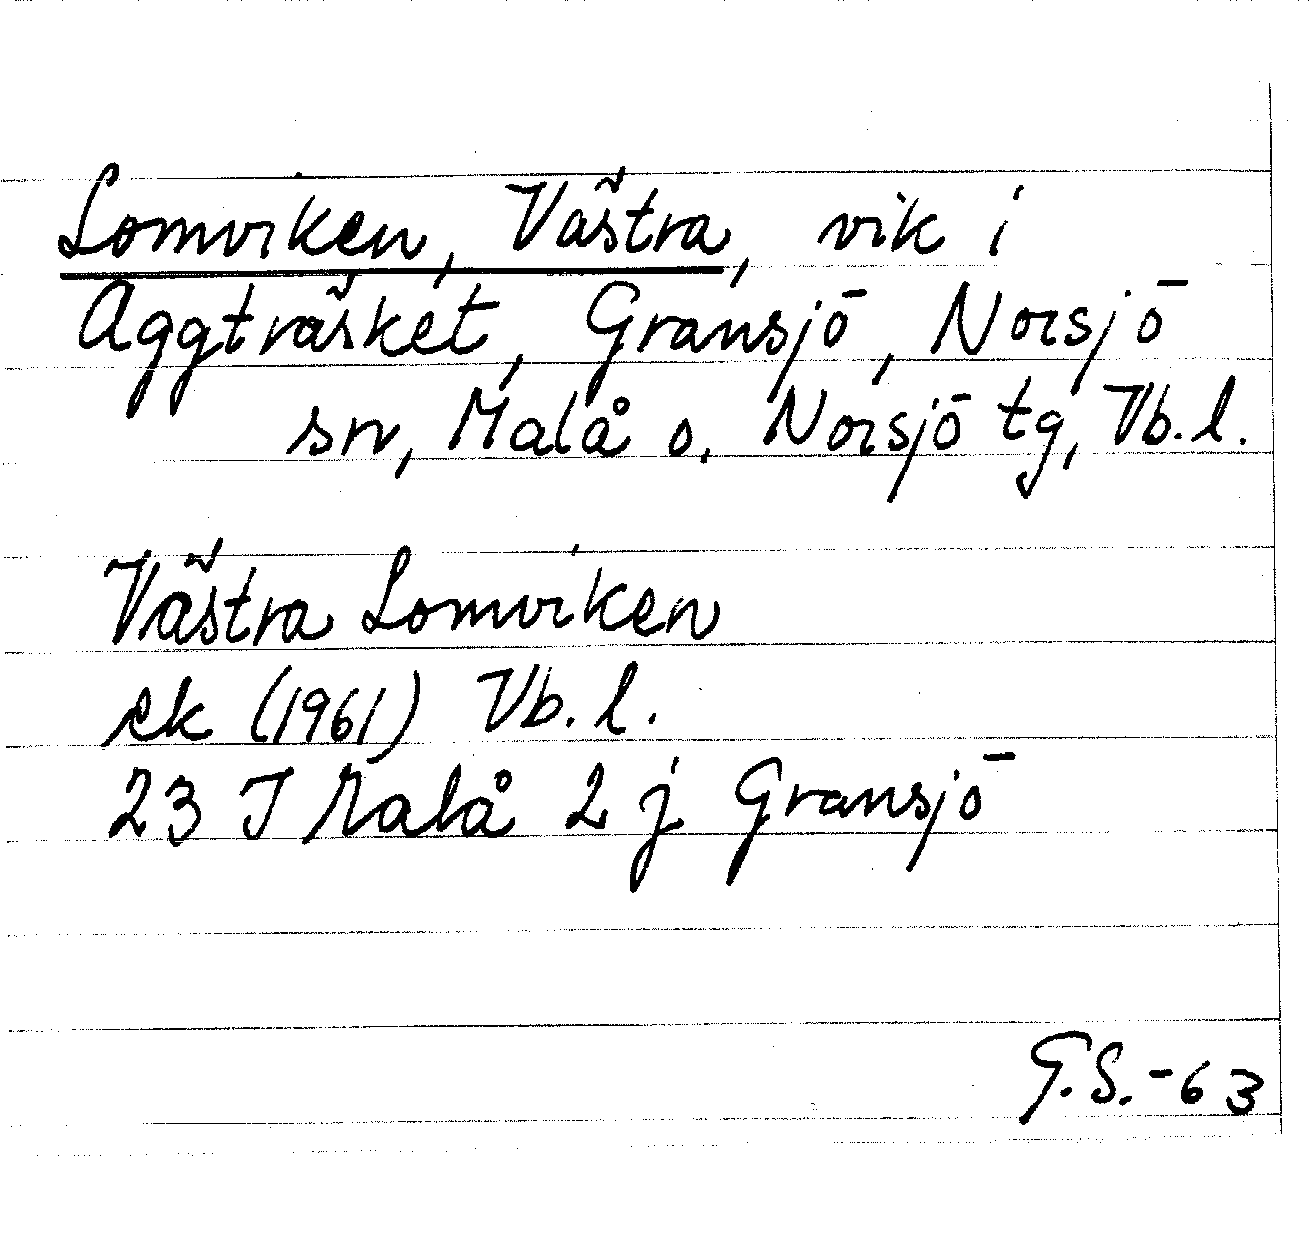 Lomviken, Västra, vik i
Aggträsket, Gransjö, Norsjö
sn, Malå o. Norsjö tg, Vb. l.
Västra Lomviken
ek (1961) Vb. l.
23 J Malå 2 j Gransjö
G.S.-63